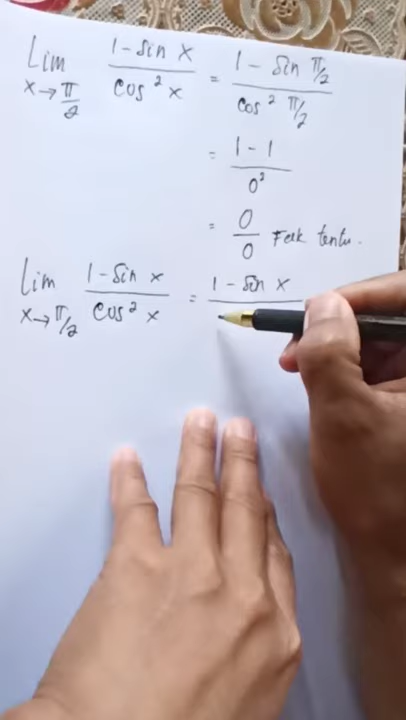 Lim x→π/2 1-sin x / cos² x = 1 - sin π/2 / cos² π/2
= 1 - 1 / 0²
= 0/0 tentu.
Lim x→π/2 1-sin x / cos² x = 1 - sin x